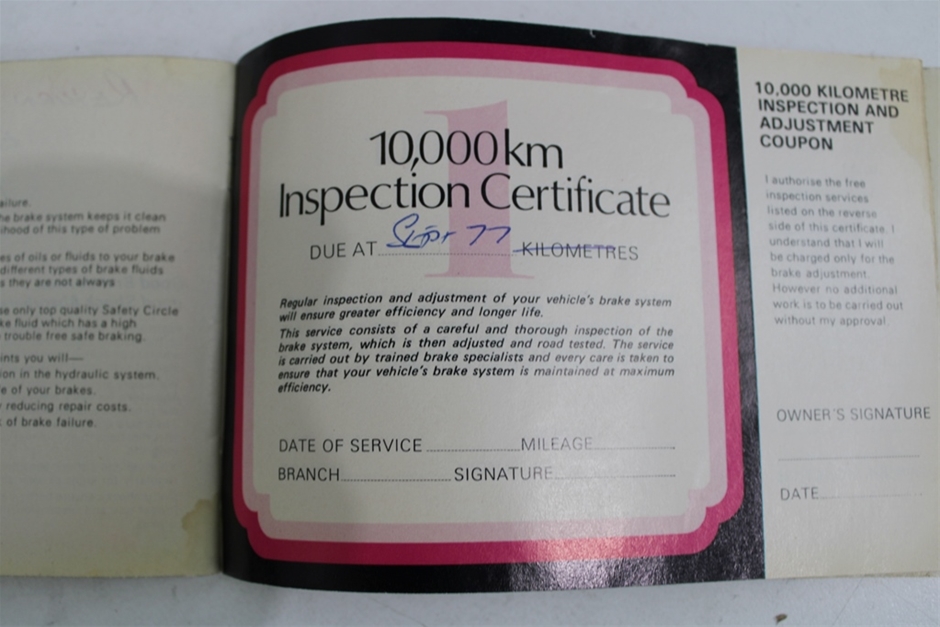 ailure.
he brake system keeps it clean
ihood of this type of problem
es of oils or fluids to your brake
different types of brake fluids
s they are not always
se only top quality Safety Circle
ke fluid which has a high
trouble free safe braking.
ints you will—
ion in the hydraulic system.
e of your brakes.
reducing repair costs.
of brake failure.
1
10,000 km
Inspection Certificate
DUE AT Sept 77 KILOMETRES
Regular inspection and adjustment of your vehicle's brake system
will ensure greater efficiency and longer life.
This service consists of a careful and thorough inspection of the
brake system, which is then adjusted and road tested. The service
is carried out by trained brake specialists and every care is taken to
ensure that your vehicle's brake system is maintained at maximum
efficiency.
DATE OF SERVICE MILEAGE
BRANCH SIGNATURE
10,000 KILOMETRE
INSPECTION AND
ADJUSTMENT
COUPON
I authorise the free
inspection services
listed on the reverse
side of this certificate. I
understand that I will
be charged only for the
brake adjustment.
However no additional
work is to be carried out
without my approval.
OWNER'S SIGNATURE
DATE